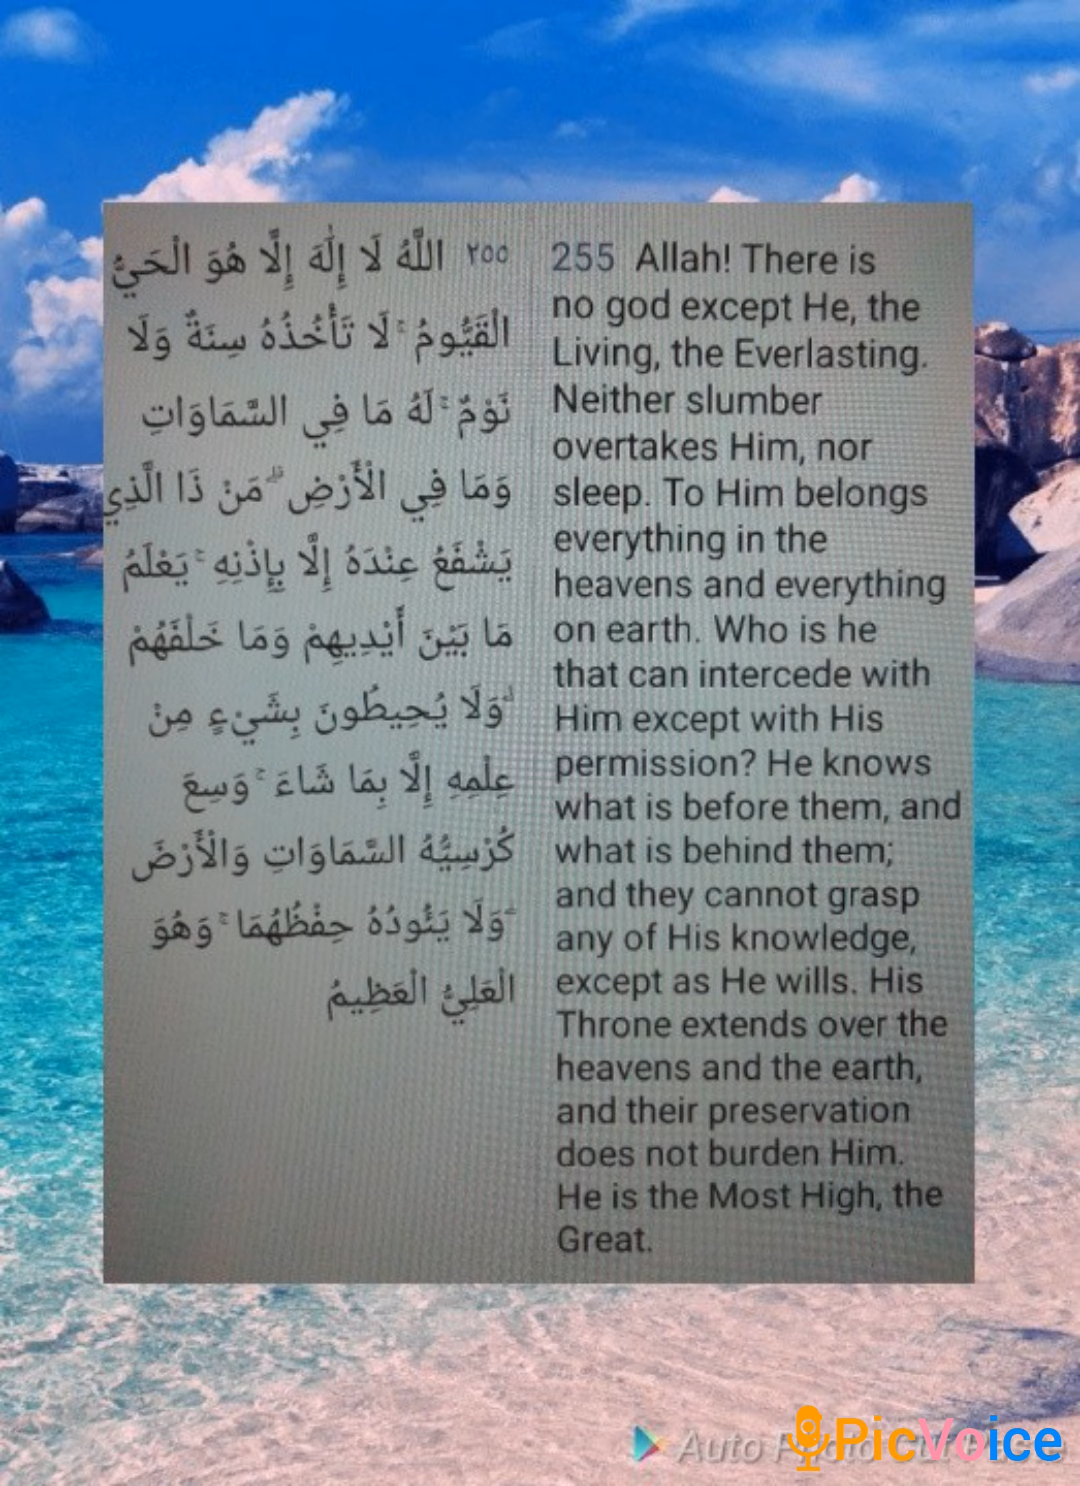 ٢٥٥ اللَّهُ لَا إِلَٰهَ إِلَّا هُوَ الْحَيُّ
الْقَيُّومُ ۚ لَا تَأْخُذُهُ سِنَةٌ وَلَا
نَوْمٌ ۚ لَهُ مَا فِي السَّمَاوَاتِ
وَمَا فِي الْأَرْضِ ۗ مَنْ ذَا الَّذِي
يَشْفَعُ عِنْدَهُ إِلَّا بِإِذْنِهِ ۚ يَعْلَمُ
مَا بَيْنَ أَيْدِيهِمْ وَمَا خَلْفَهُمْ
ۖ وَلَا يُحِيطُونَ بِشَيْءٍ مِنْ
عِلْمِهِ إِلَّا بِمَا شَاءَ ۚ وَسِعَ
كُرْسِيُّهُ السَّمَاوَاتِ وَالْأَرْضَ
ۖ وَلَا يَئُودُهُ حِفْظُهُمَا ۚ وَهُوَ
الْعَلِيُّ الْعَظِيمُ
255 Allah! There is
no god except He, the
Living, the Everlasting.
Neither slumber
overtakes Him, nor
sleep. To Him belongs
everything in the
heavens and everything
on earth. Who is he
that can intercede with
Him except with His
permission? He knows
what is before them, and
what is behind them;
and they cannot grasp
any of His knowledge,
except as He wills. His
Throne extends over the
heavens and the earth,
and their preservation
does not burden Him.
He is the Most High, the
Great.
Auto
PicVoice